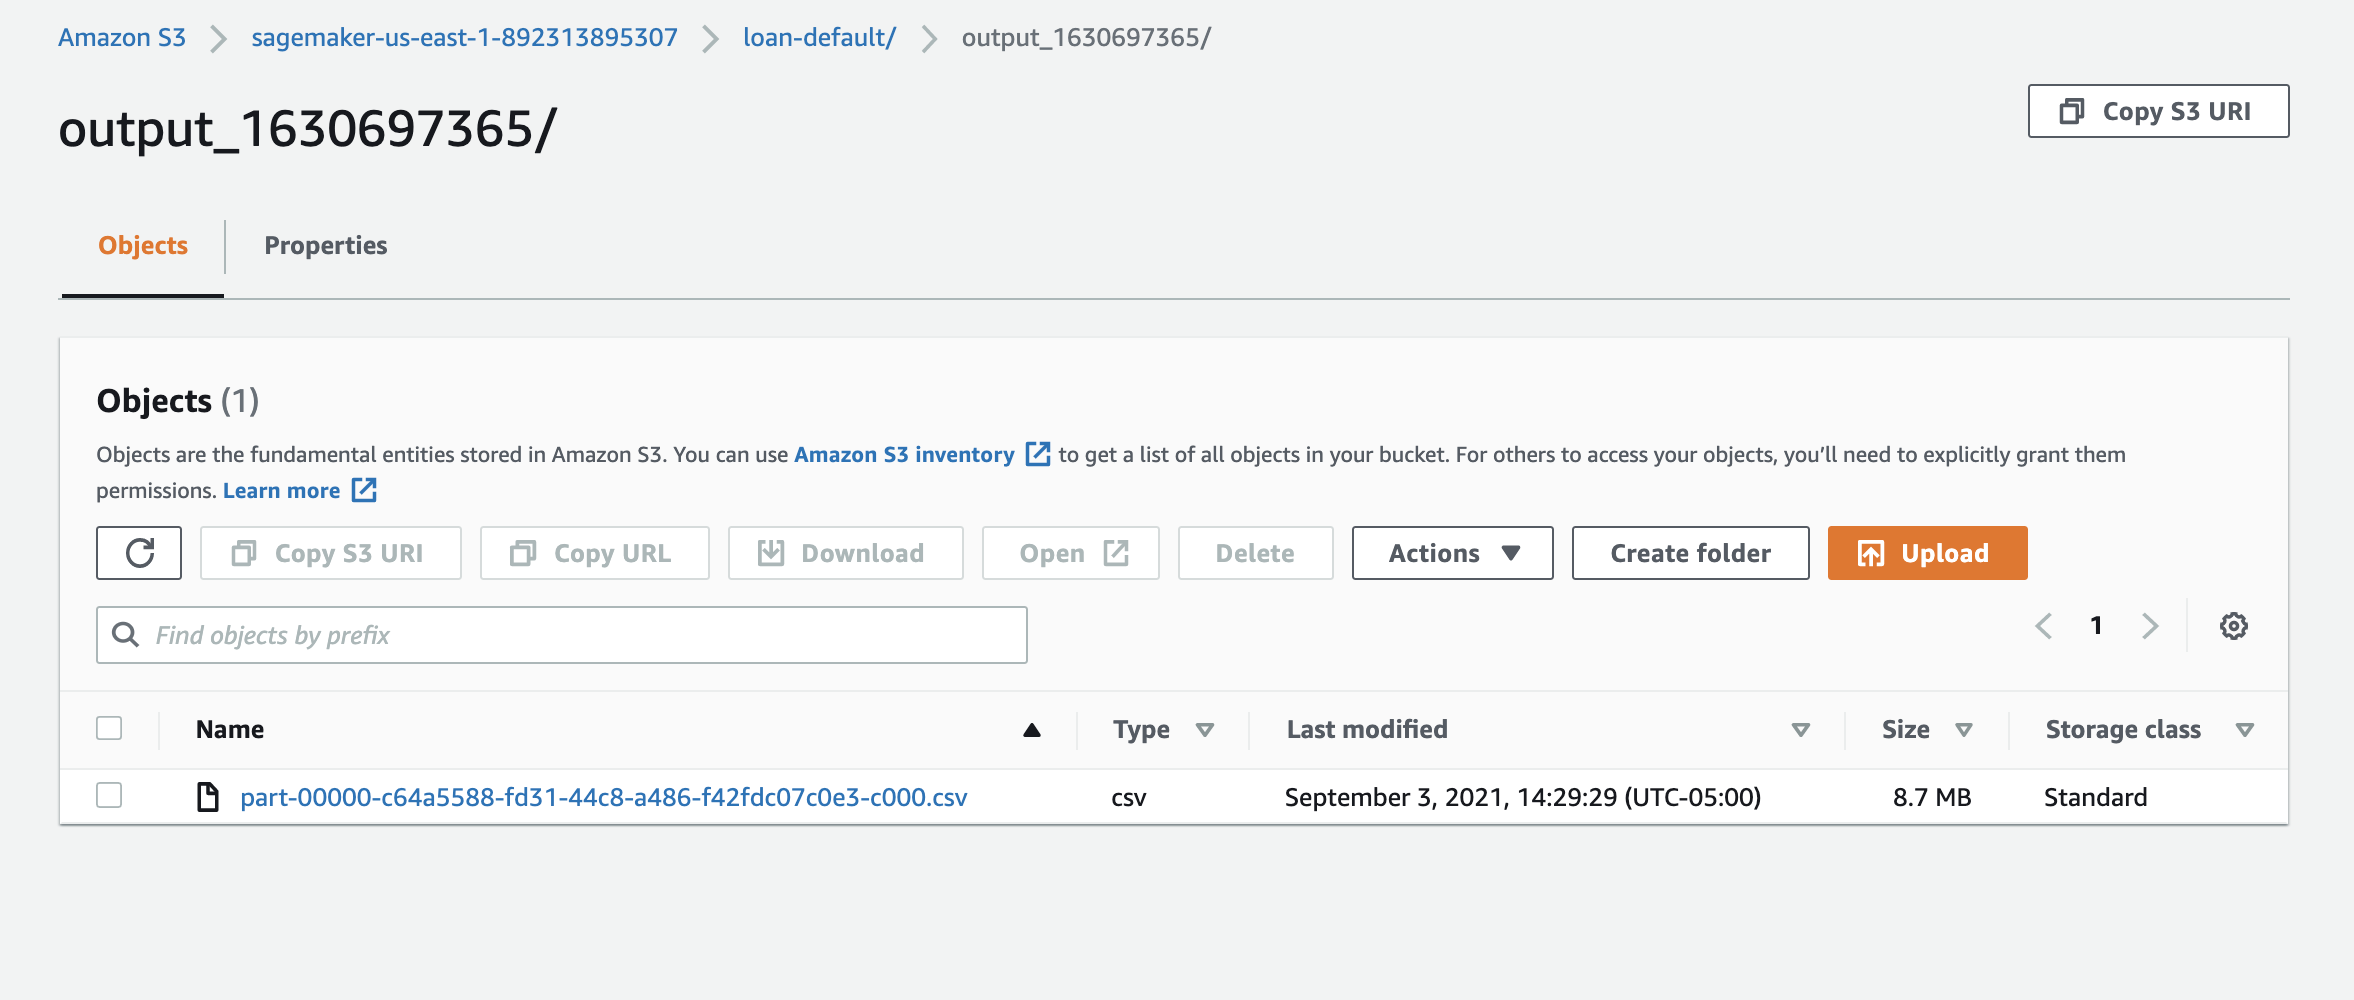 Amazon S3 sagemaker-us-east-1-892313895307 loan-default/ output_1630697365/
output_1630697365/
Copy S3 URI
Objects Properties
Objects (1)
Objects are the fundamental entities stored in Amazon S3. You can use Amazon S3 inventory to get a list of all objects in your bucket. For others to access your objects, you’ll need to explicitly grant them
permissions. Learn more
Copy S3 URI Copy URL Download Open Delete Actions Create folder Upload
Find objects by prefix
1
Name Type Last modified Size Storage class
part-00000-c64a5588-fd31-44c8-a486-f42fdc07c0e3-c000.csv csv September 3, 2021, 14:29:29 (UTC-05:00) 8.7 MB Standard